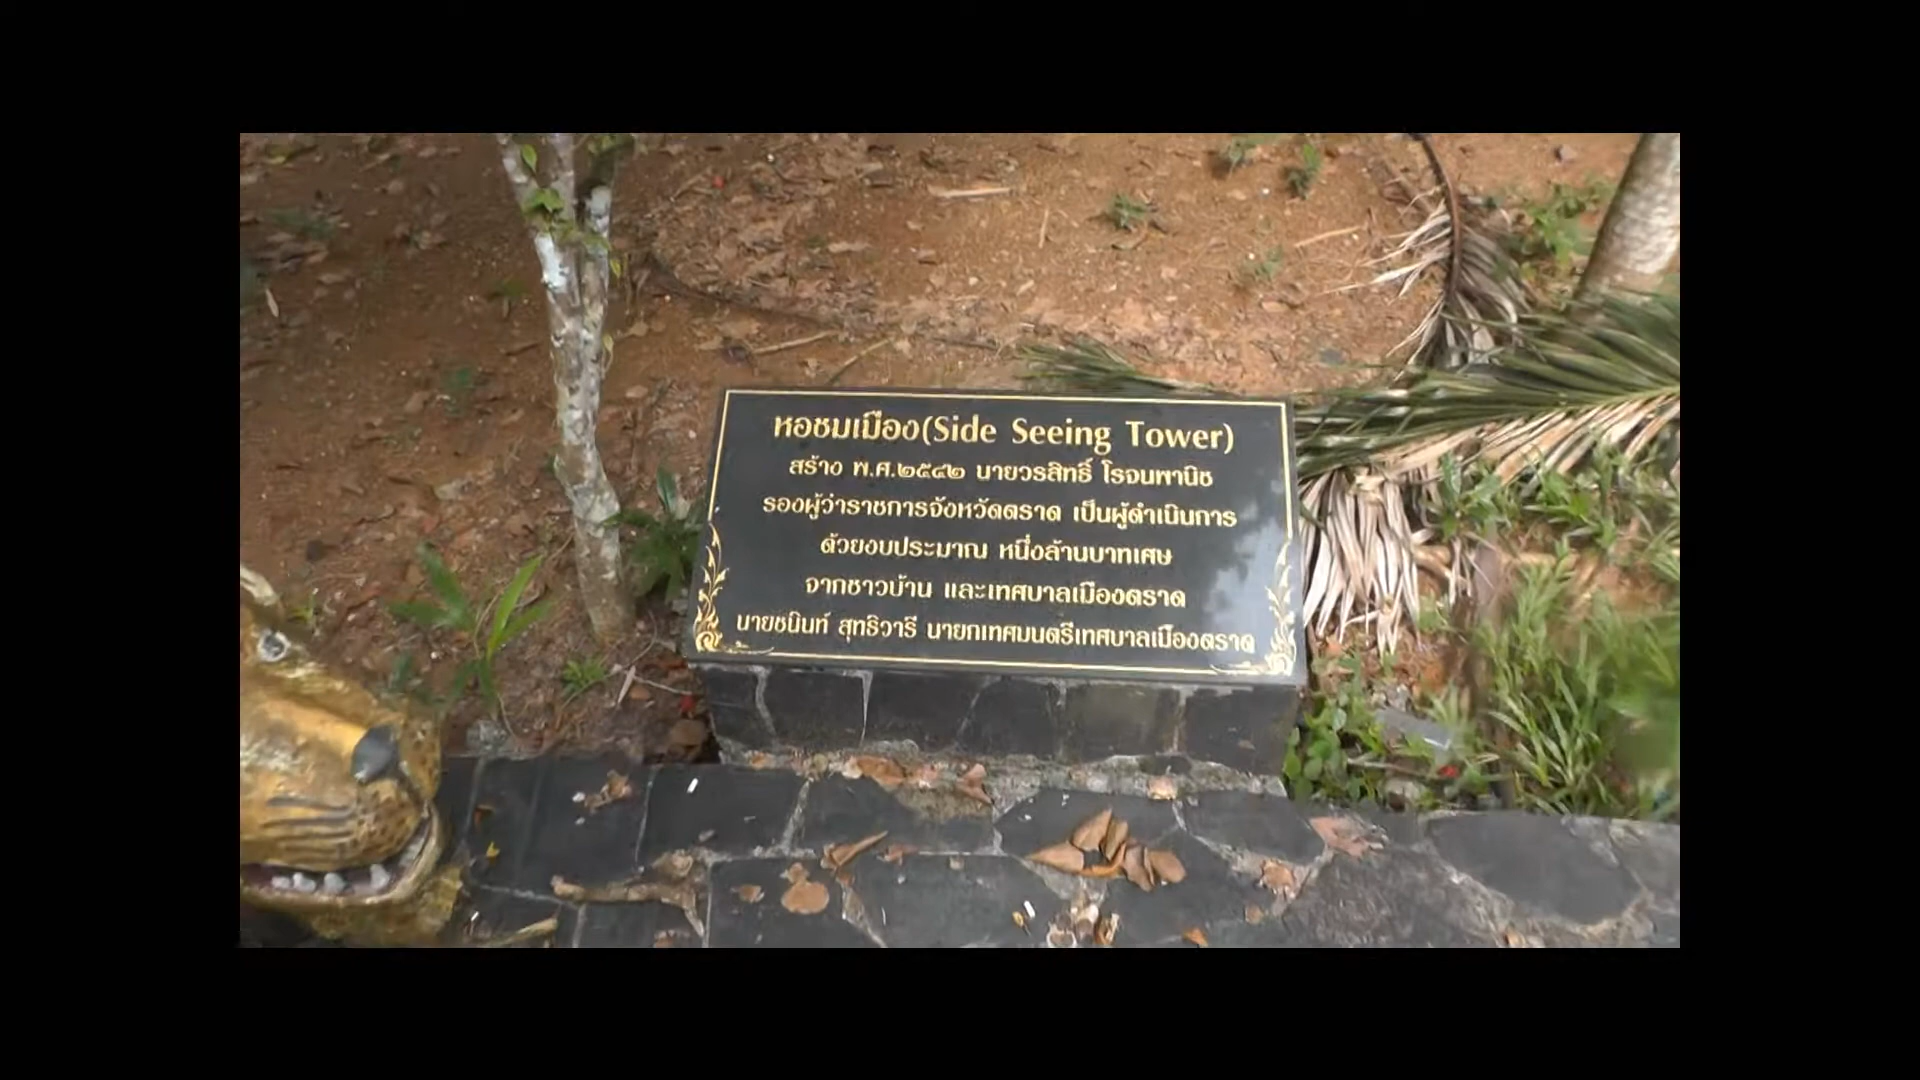 หอชมเมือง(Side Seeing Tower)
สร้าง พ.ศ.๒๕๔๒ นายวรสิทธิ์ โรจนพานิช
รองผู้ว่าราชการจังหวัดตราด เป็นผู้ดำเนินการ
ด้วยงบประมาณ หนึ่งล้านบาทเศษ
จากชาวบ้าน และเทศบาลเมืองตราด
นายชนินท์ สุทธิวารี นายกเทศมนตรีเทศบาลเมืองตราด